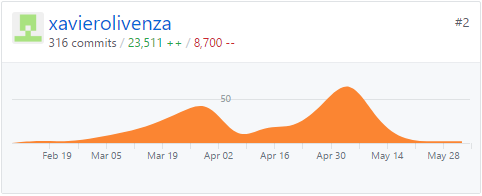 xavierolivenza
#2
316 commits / 23,511 ++ / 8,700 --
50
Feb 19 Mar 05 Mar 19 Apr 02 Apr 16 Apr 30 May 14 May 28